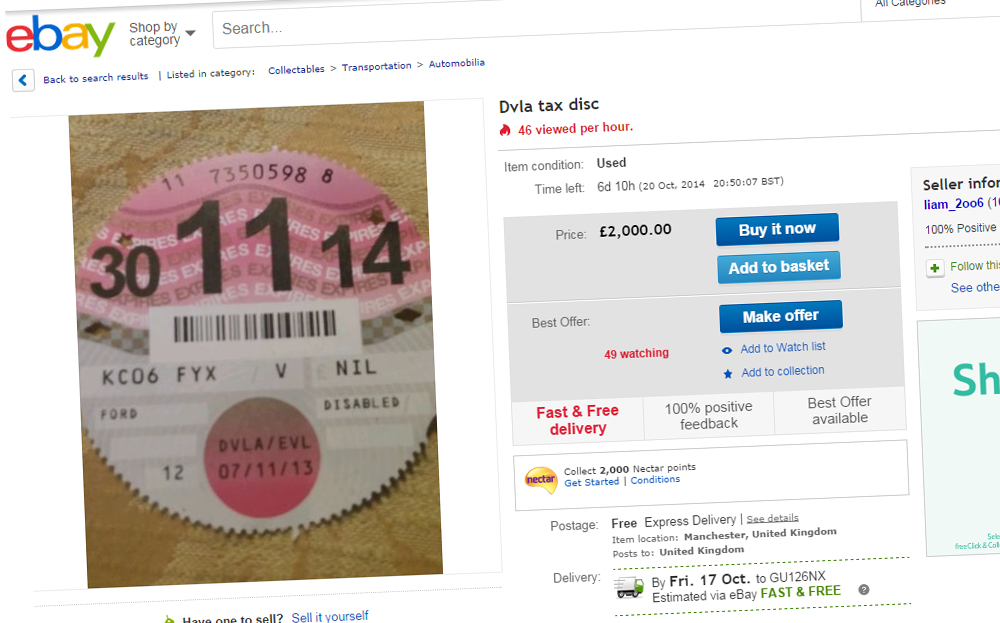 ebay
Shop by
category
Search...
All Categories
Back to search results | Listed in category: Collectables > Transportation > Automobilia
11 7350598 8
EXPIRES
30 11 14
KC06 FYX V NIL
FORD DISABLED
DVLA/EVL
12 07/11/13
Have one to sell? Sell it yourself
Dvla tax disc
46 viewed per hour.
Item condition: Used
Time left: 6d 10h (20 Oct, 2014 20:50:07 BST)
Price: £2,000.00
Buy it now
Add to basket
Best Offer:
Make offer
49 watching
Add to Watch list
Add to collection
Fast & Free
delivery
100% positive
feedback
Best Offer
available
nectar
Collect 2,000 Nectar points
Get Started | Conditions
Postage: Free Express Delivery | See details
Item location: Manchester, United Kingdom
Posts to: United Kingdom
Delivery: By Fri. 17 Oct. to GU126NX
Estimated via eBay FAST & FREE
Seller infor
liam_2oo6 (1
100% Positive
Follow this
See othe
Sh
Sele
freeClick & Coll